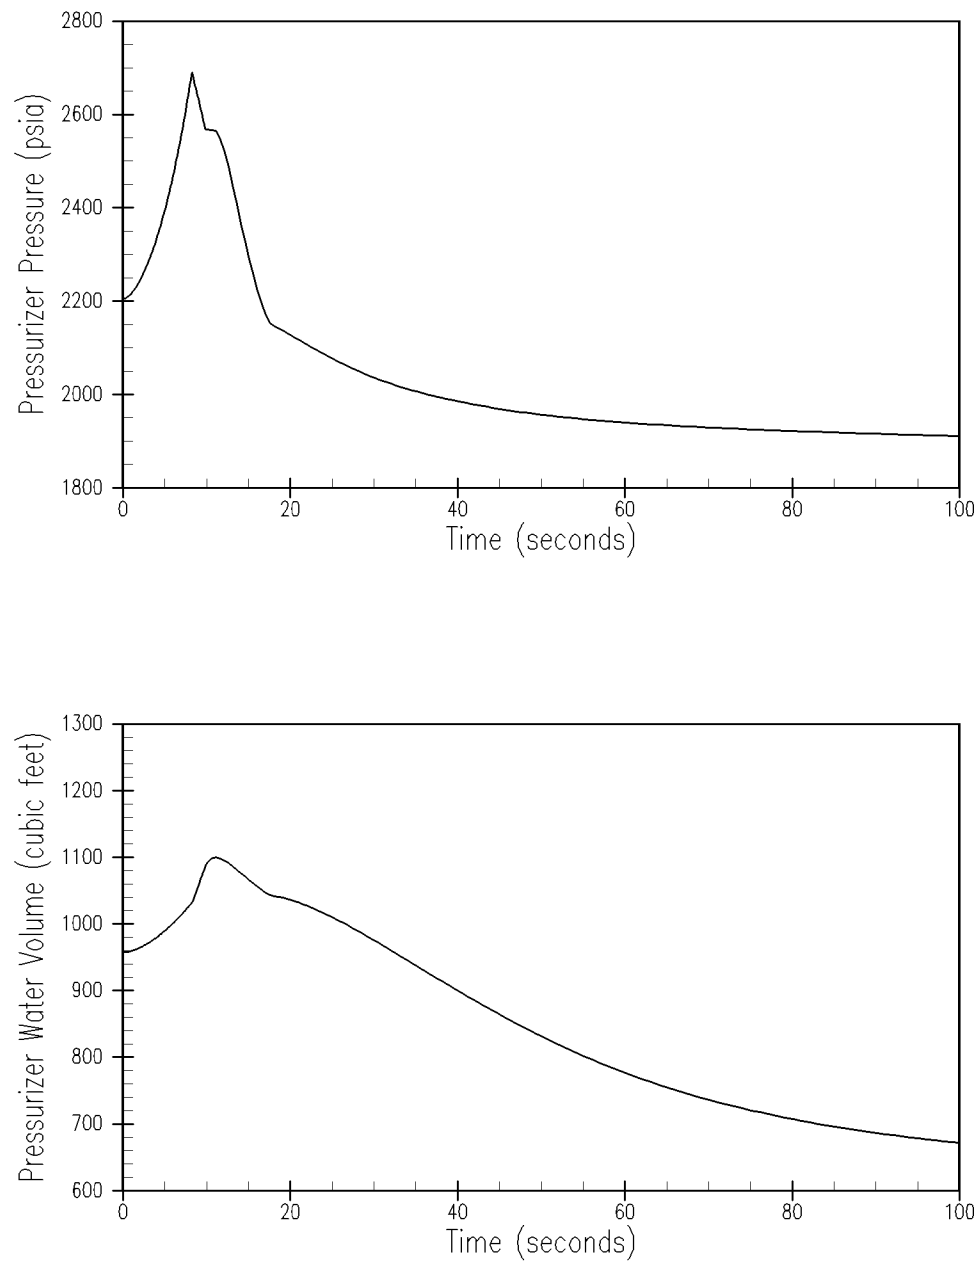 Pressurizer Pressure (psia)
2800
2600
2400
2200
2000
1800
0 20 40 60 80 100
Time (seconds)
Pressurizer Water Volume (cubic feet)
1300
1200
1100
1000
900
800
700
600
0 20 40 60 80 100
Time (seconds)